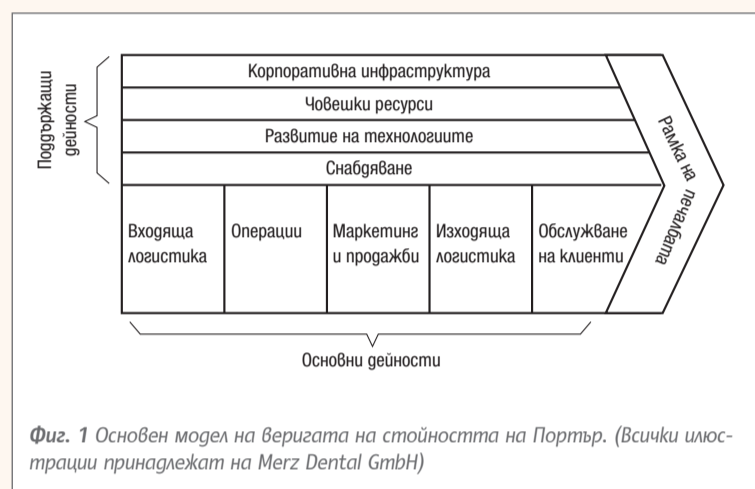 Поддържащи
дейности
Корпоративна инфраструктура
Човешки ресурси
Развитие на технологиите
Снабдяване
Входяща
логистика
Операции
Маркетинг
и продажби
Изходяща
логистика
Обслужване
на клиенти
Рамка на
печалбата
Основни дейности
Фиг. 1 Основен модел на веригата на стойността на Портър. (Всички илюс-
трации принадлежат на Merz Dental GmbH)